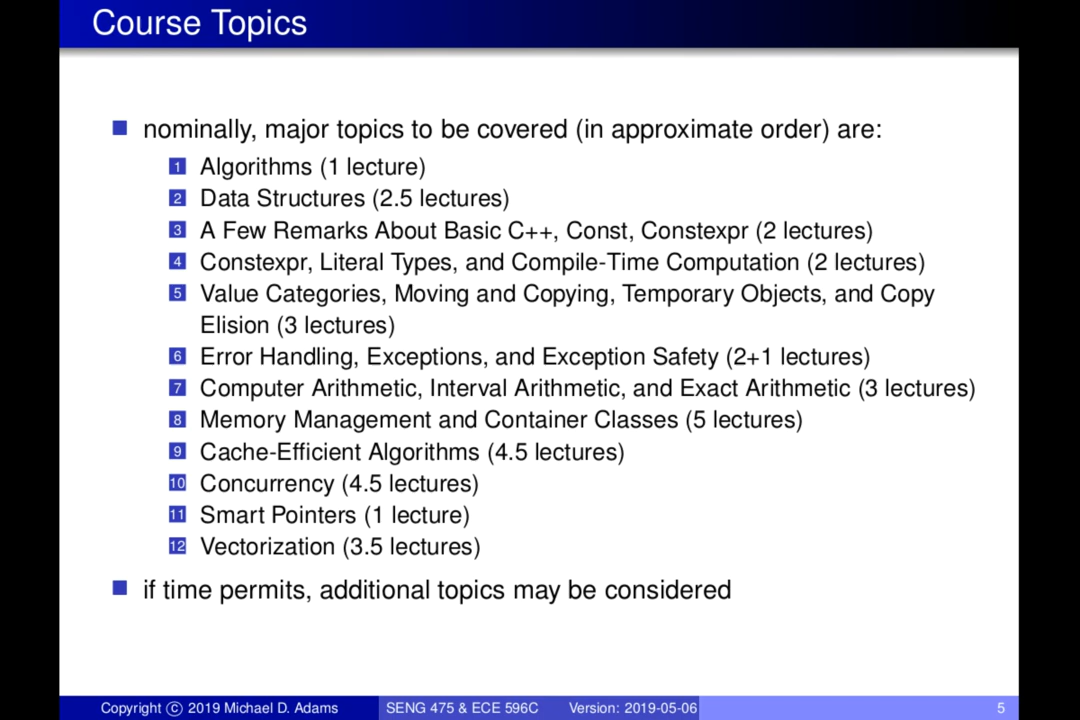 Course Topics
nominally, major topics to be covered (in approximate order) are:
1 Algorithms (1 lecture)
2 Data Structures (2.5 lectures)
3 A Few Remarks About Basic C++, Const, Constexpr (2 lectures)
4 Constexpr, Literal Types, and Compile-Time Computation (2 lectures)
5 Value Categories, Moving and Copying, Temporary Objects, and Copy
Elision (3 lectures)
6 Error Handling, Exceptions, and Exception Safety (2+1 lectures)
7 Computer Arithmetic, Interval Arithmetic, and Exact Arithmetic (3 lectures)
8 Memory Management and Container Classes (5 lectures)
9 Cache-Efficient Algorithms (4.5 lectures)
10 Concurrency (4.5 lectures)
11 Smart Pointers (1 lecture)
12 Vectorization (3.5 lectures)
if time permits, additional topics may be considered
Copyright © 2019 Michael D. Adams SENG 475 & ECE 596C Version: 2019-05-06 5